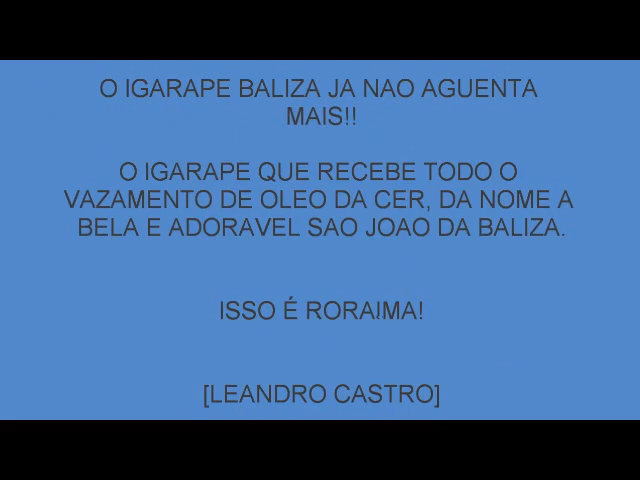 O IGARAPE BALIZA JA NAO AGUENTA
MAIS!!
O IGARAPE QUE RECEBE TODO O
VAZAMENTO DE OLEO DA CER, DA NOME A
BELA E ADORAVEL SAO JOAO DA BALIZA.
ISSO É RORAIMA!
[LEANDRO CASTRO]